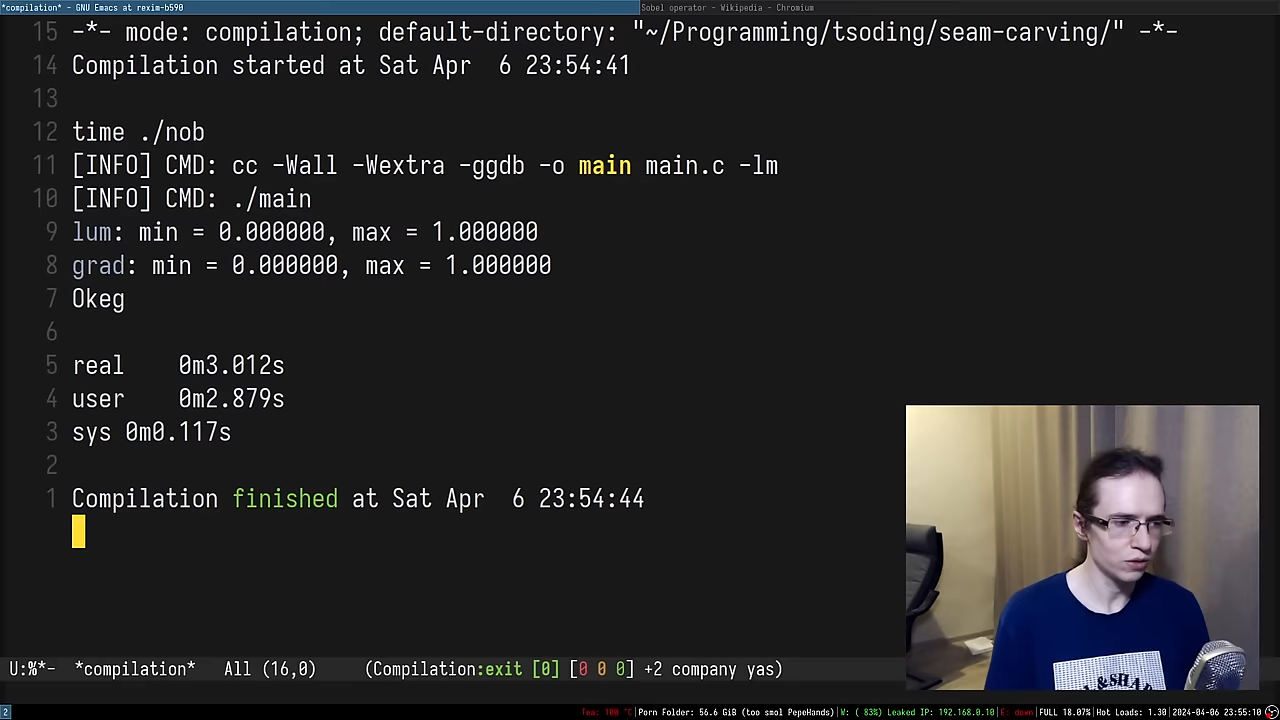 *compilation* - GNU Emacs at rexim-b590
Sobel operator - Wikipedia - Chromium
15 -*- mode: compilation; default-directory: "~/Programming/tsoding/seam-carving/" -*-
14 Compilation started at Sat Apr  6 23:54:41
13
12 time ./nob
11 [INFO] CMD: cc -Wall -Wextra -ggdb -o main main.c -lm
10 [INFO] CMD: ./main
9 lum: min = 0.000000, max = 1.000000
8 grad: min = 0.000000, max = 1.000000
7 Okeg
6
5 real    0m3.012s
4 user    0m2.879s
3 sys 0m0.117s
2
1 Compilation finished at Sat Apr  6 23:54:44
U:%*-  *compilation*   All (16,0)     (Compilation:exit [0] [0 0 0] +2 company yas)
2
Tea: 100 °C|Porn Folder: 56.6 GiB (too smol PepeHands)|W: ( 83%) Leaked IP: 192.168.0.10|E: down|FULL 18.07%|Hot Loads: 1.30|2024-04-06 23:55:10